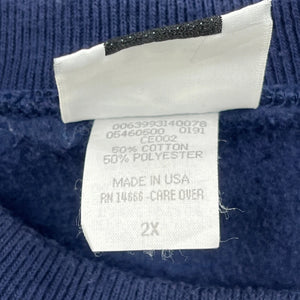 0063993140078
05460600 0191
CE002
50% COTTON
50% POLYESTER
MADE IN USA
RN 14666 -CARE OVER
2X